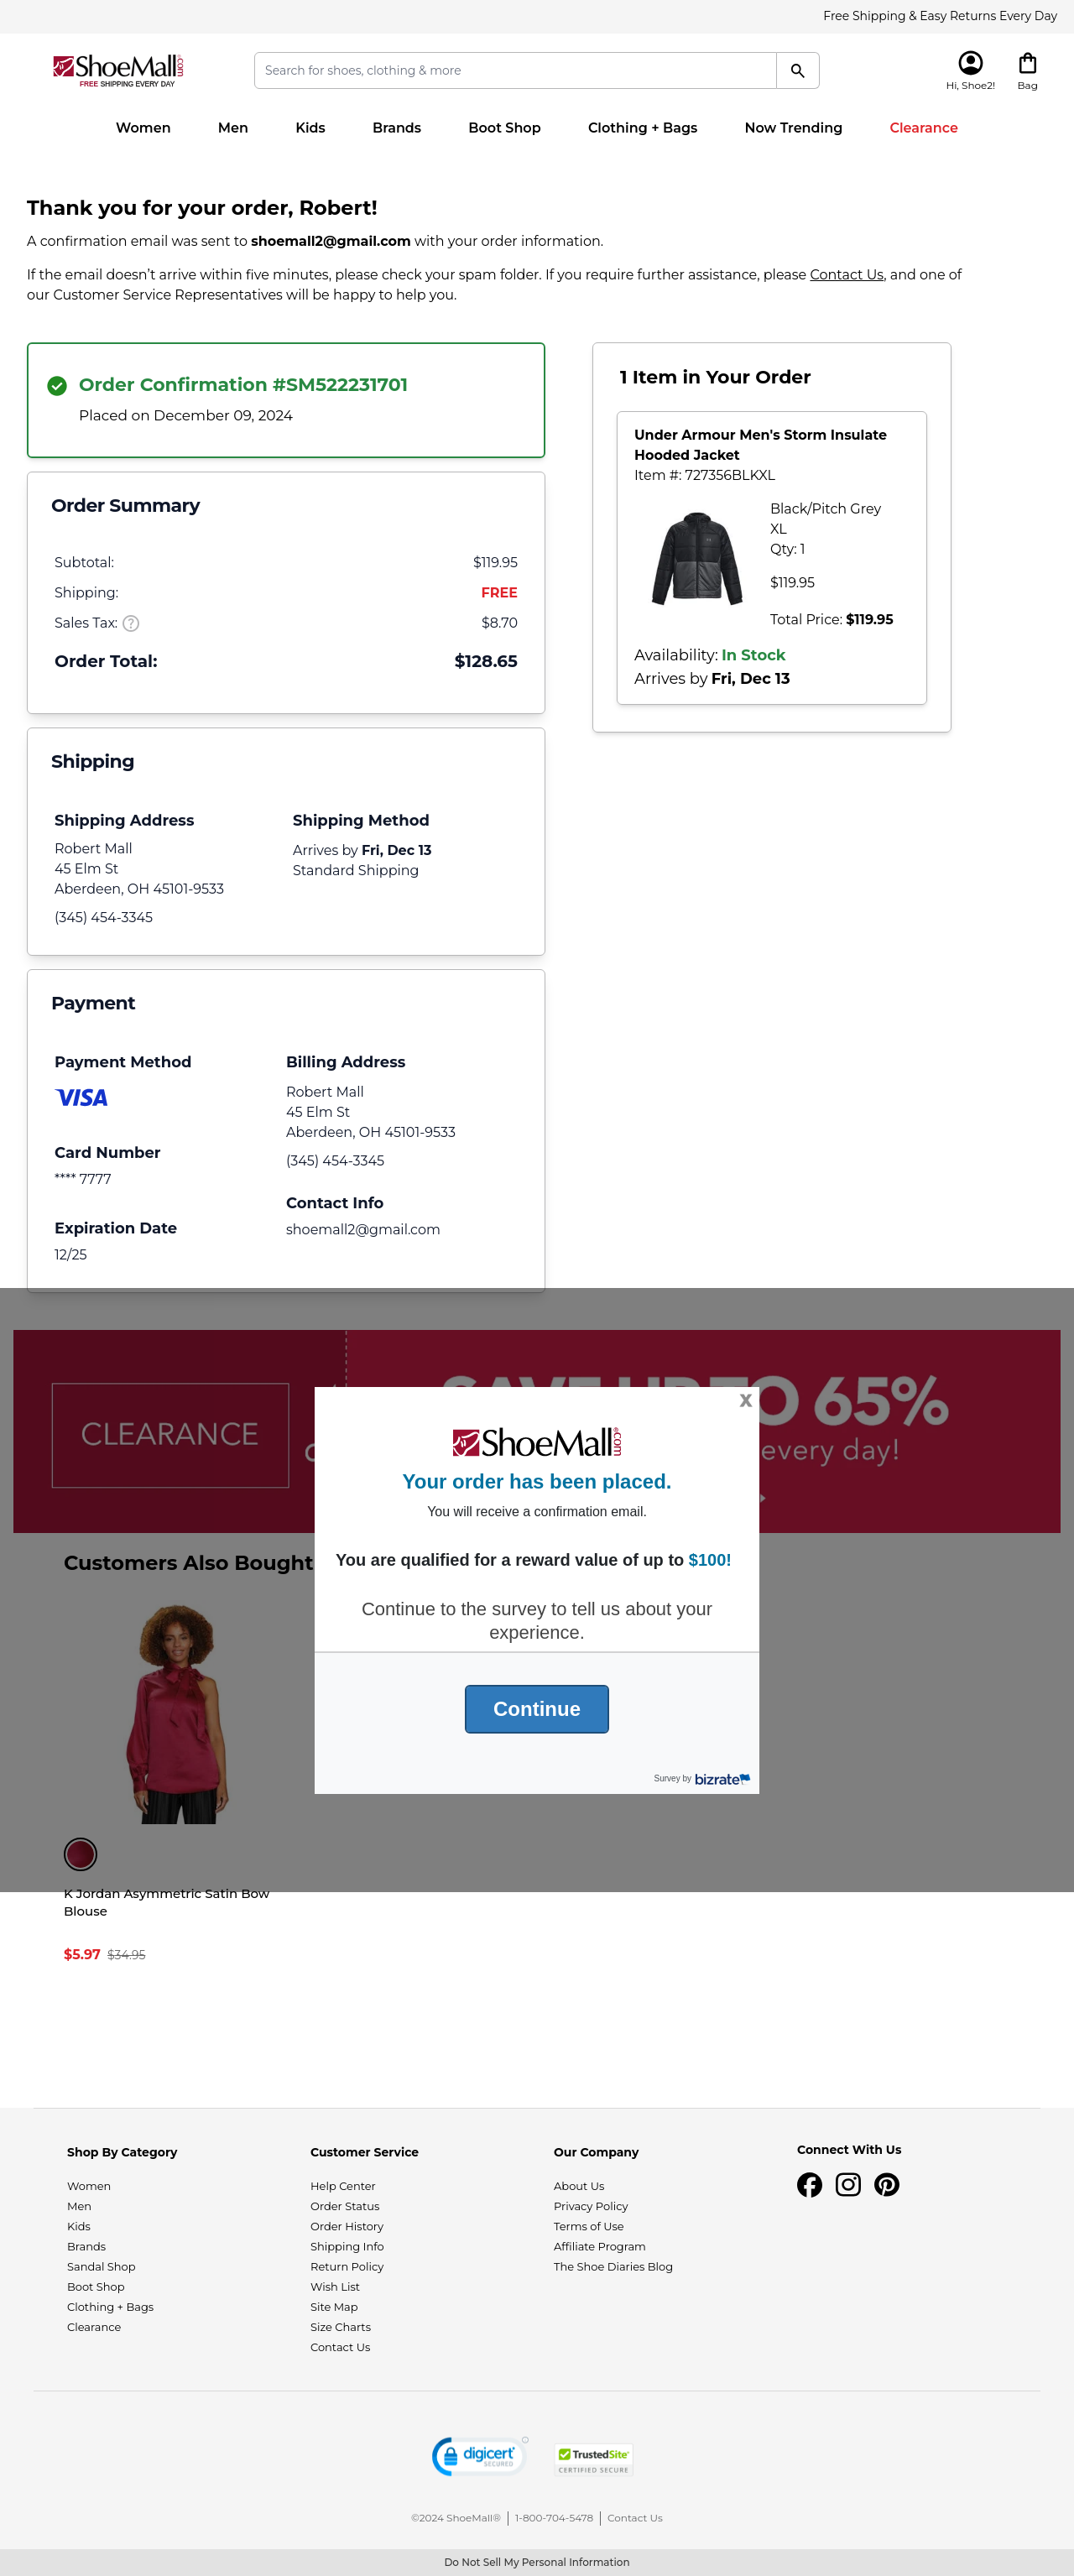 Free Shipping & Easy Returns Every Day
ShoeMall.com
FREE SHIPPING EVERY DAY
Search for shoes, clothing & more
Hi, Shoe2!
Bag
Women Men Kids Brands Boot Shop Clothing + Bags Now Trending Clearance
Thank you for your order, Robert!
A confirmation email was sent to shoemall2@gmail.com with your order information.
If the email doesn’t arrive within five minutes, please check your spam folder. If you require further assistance, please Contact Us, and one of
our Customer Service Representatives will be happy to help you.
Order Confirmation #SM522231701
Placed on December 09, 2024
Order Summary
Subtotal: $119.95
Shipping: FREE
Sales Tax: ? $8.70
Order Total: $128.65
Shipping
Shipping Address
Robert Mall
45 Elm St
Aberdeen, OH 45101-9533
(345) 454-3345
Shipping Method
Arrives by Fri, Dec 13
Standard Shipping
Payment
Payment Method
VISA
Card Number
**** 7777
Expiration Date
12/25
Billing Address
Robert Mall
45 Elm St
Aberdeen, OH 45101-9533
(345) 454-3345
Contact Info
shoemall2@gmail.com
1 Item in Your Order
Under Armour Men's Storm Insulate
Hooded Jacket
Item #: 727356BLKXL
Black/Pitch Grey
XL
Qty: 1
$119.95
Total Price: $119.95
Availability: In Stock
Arrives by Fri, Dec 13
CLEARANCE
SAVE UP TO 65%
every day!
X
ShoeMall.com
Your order has been placed.
You will receive a confirmation email.
You are qualified for a reward value of up to $100!
Continue to the survey to tell us about your
experience.
Continue
Survey by bizrate
Customers Also Bought
K Jordan Asymmetric Satin Bow
Blouse
$5.97 $34.95
Shop By Category
Women
Men
Kids
Brands
Sandal Shop
Boot Shop
Clothing + Bags
Clearance
Customer Service
Help Center
Order Status
Order History
Shipping Info
Return Policy
Wish List
Site Map
Size Charts
Contact Us
Our Company
About Us
Privacy Policy
Terms of Use
Affiliate Program
The Shoe Diaries Blog
Connect With Us
digicert
SECURED
TrustedSite
CERTIFIED SECURE
©2024 ShoeMall® 1-800-704-5478 Contact Us
Do Not Sell My Personal Information